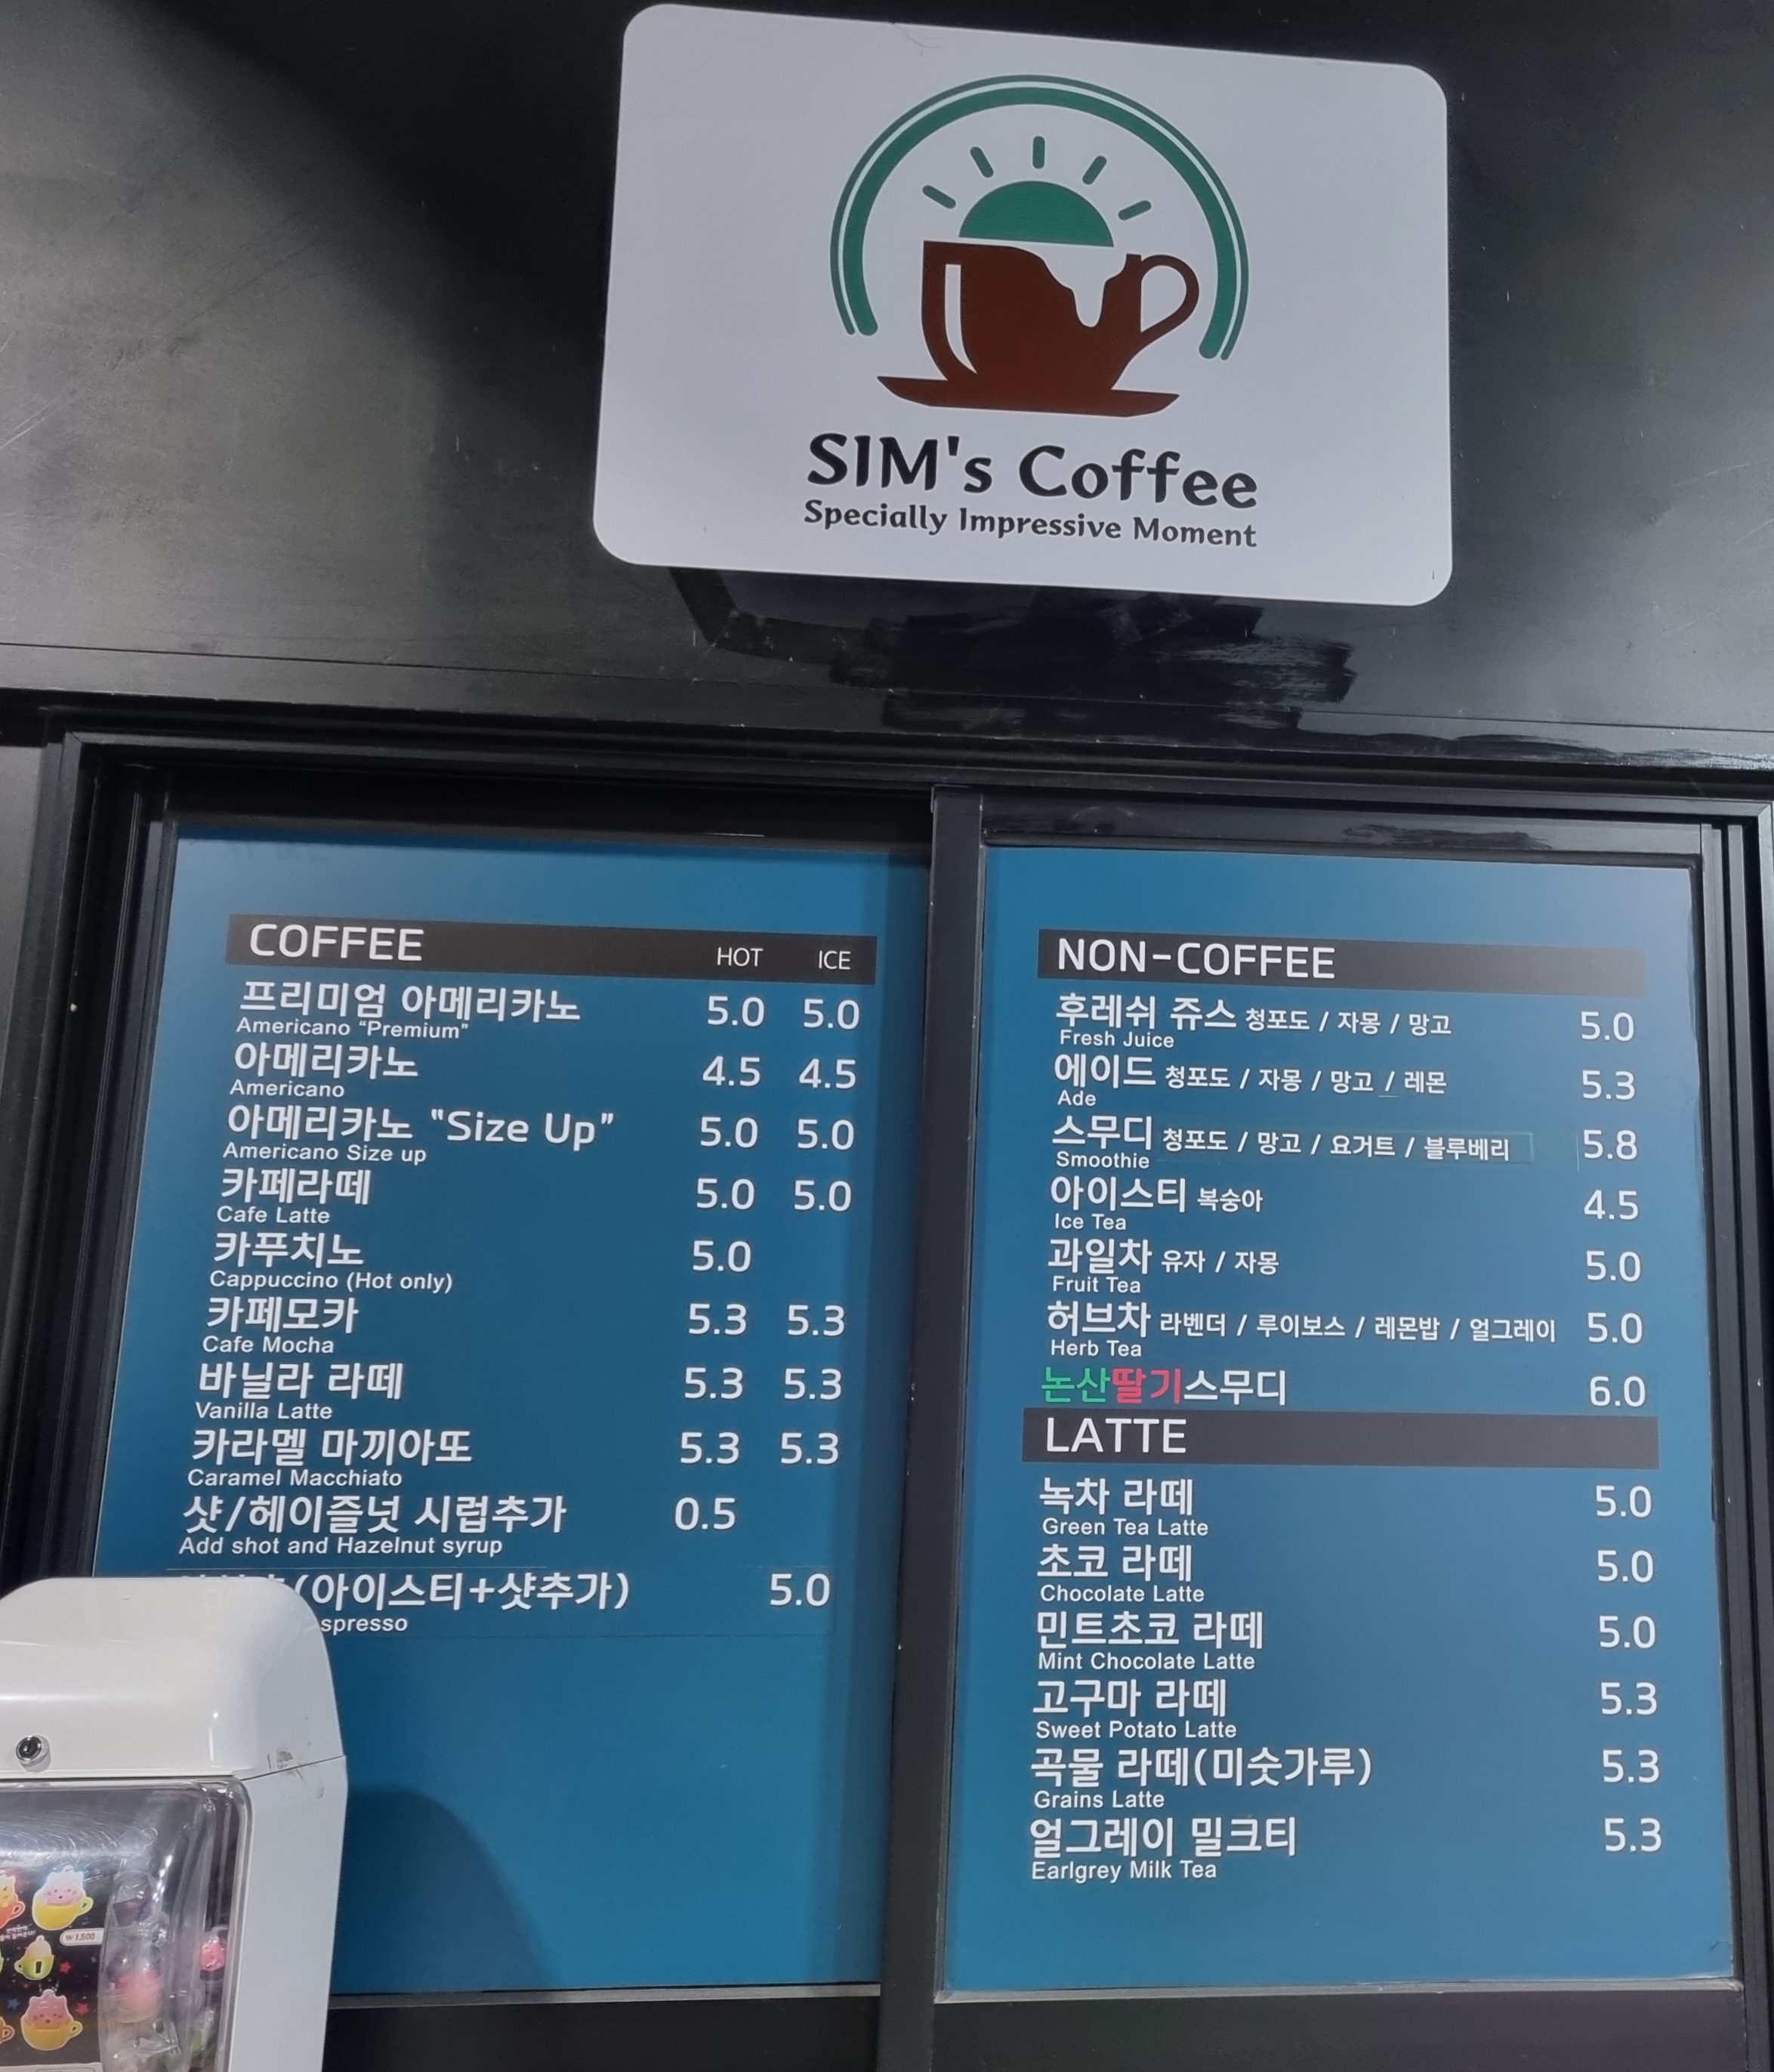 SIM's Coffee
Specially Impressive Moment
COFFEE HOT ICE
프리미엄 아메리카노 5.0 5.0
Americano “Premium”
아메리카노 4.5 4.5
Americano
아메리카노 “Size Up” 5.0 5.0
Americano Size up
카페라떼 5.0 5.0
Cafe Latte
카푸치노 5.0
Cappuccino (Hot only)
카페모카 5.3 5.3
Cafe Mocha
바닐라 라떼 5.3 5.3
Vanilla Latte
카라멜 마끼아또 5.3 5.3
Caramel Macchiato
샷/헤이즐넛 시럽추가 0.5
Add shot and Hazelnut syrup
(아이스티+샷추가) 5.0
spresso
NON-COFFEE
후레쉬 쥬스 청포도 / 자몽 / 망고 5.0
Fresh Juice
에이드 청포도 / 자몽 / 망고 / 레몬 5.3
Ade
스무디 청포도 / 망고 / 요거트 / 블루베리 5.8
Smoothie
아이스티 복숭아 4.5
Ice Tea
과일차 유자 / 자몽 5.0
Fruit Tea
허브차 라벤더 / 루이보스 / 레몬밤 / 얼그레이 5.0
Herb Tea
논산딸기스무디 6.0
LATTE
녹차 라떼 5.0
Green Tea Latte
초코 라떼 5.0
Chocolate Latte
민트초코 라떼 5.0
Mint Chocolate Latte
고구마 라떼 5.3
Sweet Potato Latte
곡물 라떼(미숫가루) 5.3
Grains Latte
얼그레이 밀크티 5.3
Earlgrey Milk Tea
₩1,500